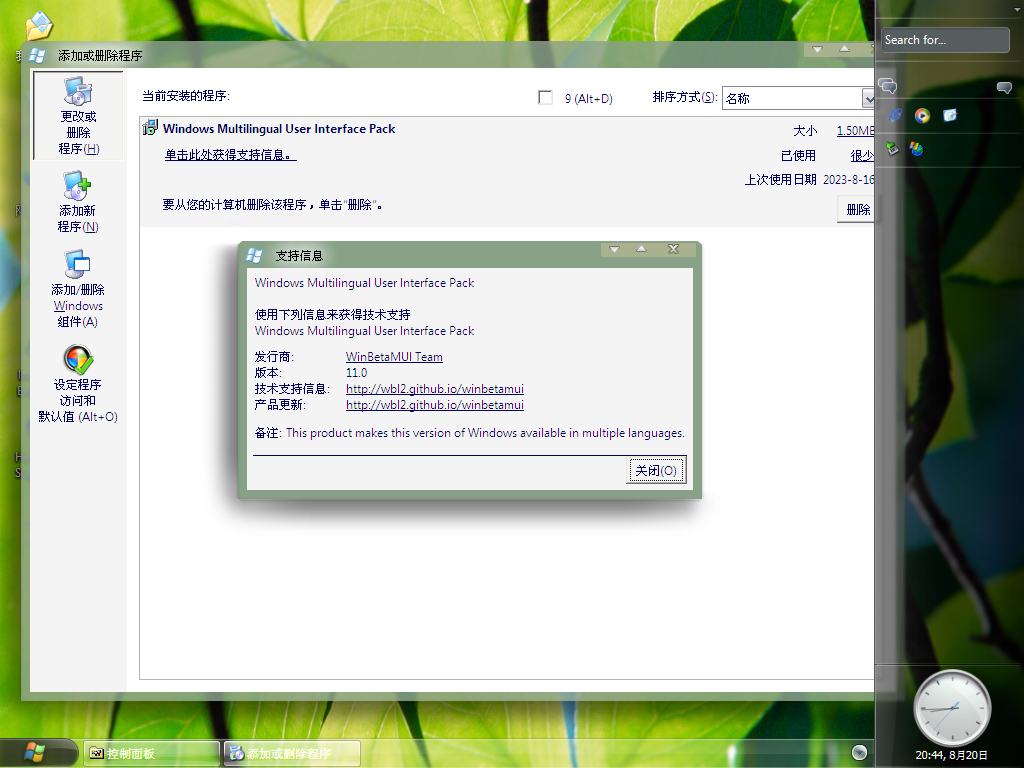 添加或删除程序
Search for...
更改或
删除
程序(H)
当前安装的程序:
9 (Alt+D)
排序方式(S):
名称
Windows Multilingual User Interface Pack
大小
1.50MB
单击此处获得支持信息。
已使用
很少
上次使用日期
2023-8-16
要从您的计算机删除该程序，单击“删除”。
删除
添加新
程序(N)
添加/删除
Windows
组件(A)
设定程序
访问和
默认值 (Alt+O)
支持信息
Windows Multilingual User Interface Pack
使用下列信息来获得技术支持
Windows Multilingual User Interface Pack
发行商:
WinBetaMUI Team
版本:
11.0
技术支持信息:
http://wbl2.github.io/winbetamui
产品更新:
http://wbl2.github.io/winbetamui
备注: This product makes this version of Windows available in multiple languages.
关闭(O)
控制面板
添加或删除程序
20:44, 8月20日